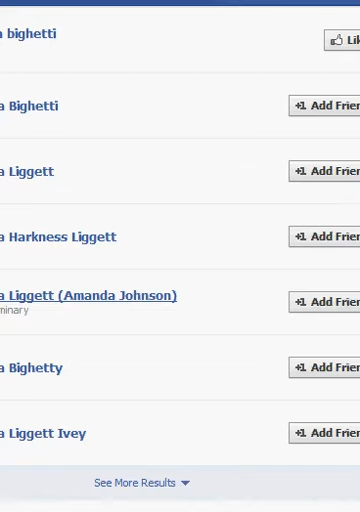 a bighetti
Lik
a Bighetti
+1 Add Frien
a Liggett
+1 Add Frien
a Harkness Liggett
+1 Add Frien
a Liggett (Amanda Johnson)
minary
+1 Add Frien
a Bighetty
+1 Add Frien
a Liggett Ivey
+1 Add Frien
See More Results